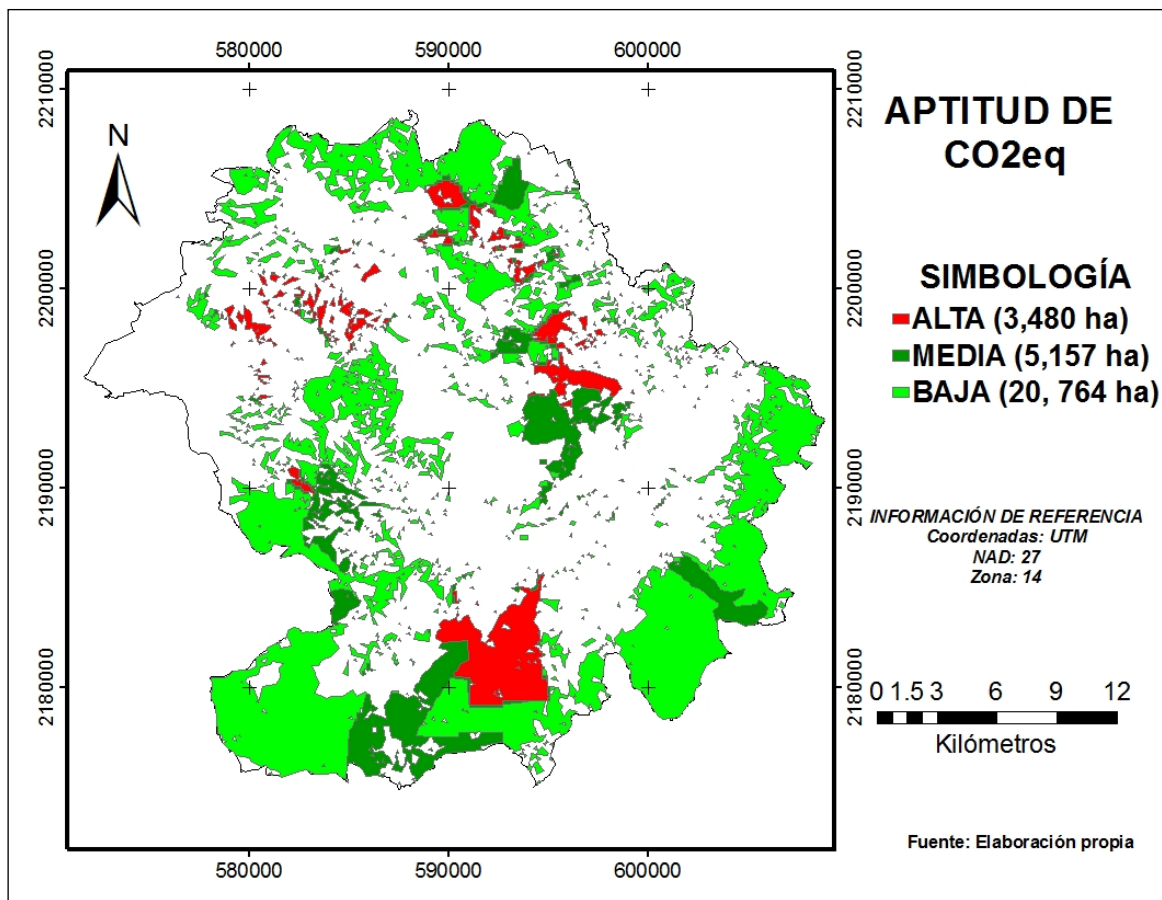 580000 590000 600000
2210000 2210000
N
2200000 2200000
2190000 2190000
2180000 2180000
580000 590000 600000
APTITUD DE
CO2eq
SIMBOLOGÍA
ALTA (3,480 ha)
MEDIA (5,157 ha)
BAJA (20, 764 ha)
INFORMACIÓN DE REFERENCIA
Coordenadas: UTM
NAD: 27
Zona: 14
0 1.5 3 6 9 12
Kilómetros
Fuente: Elaboración propia